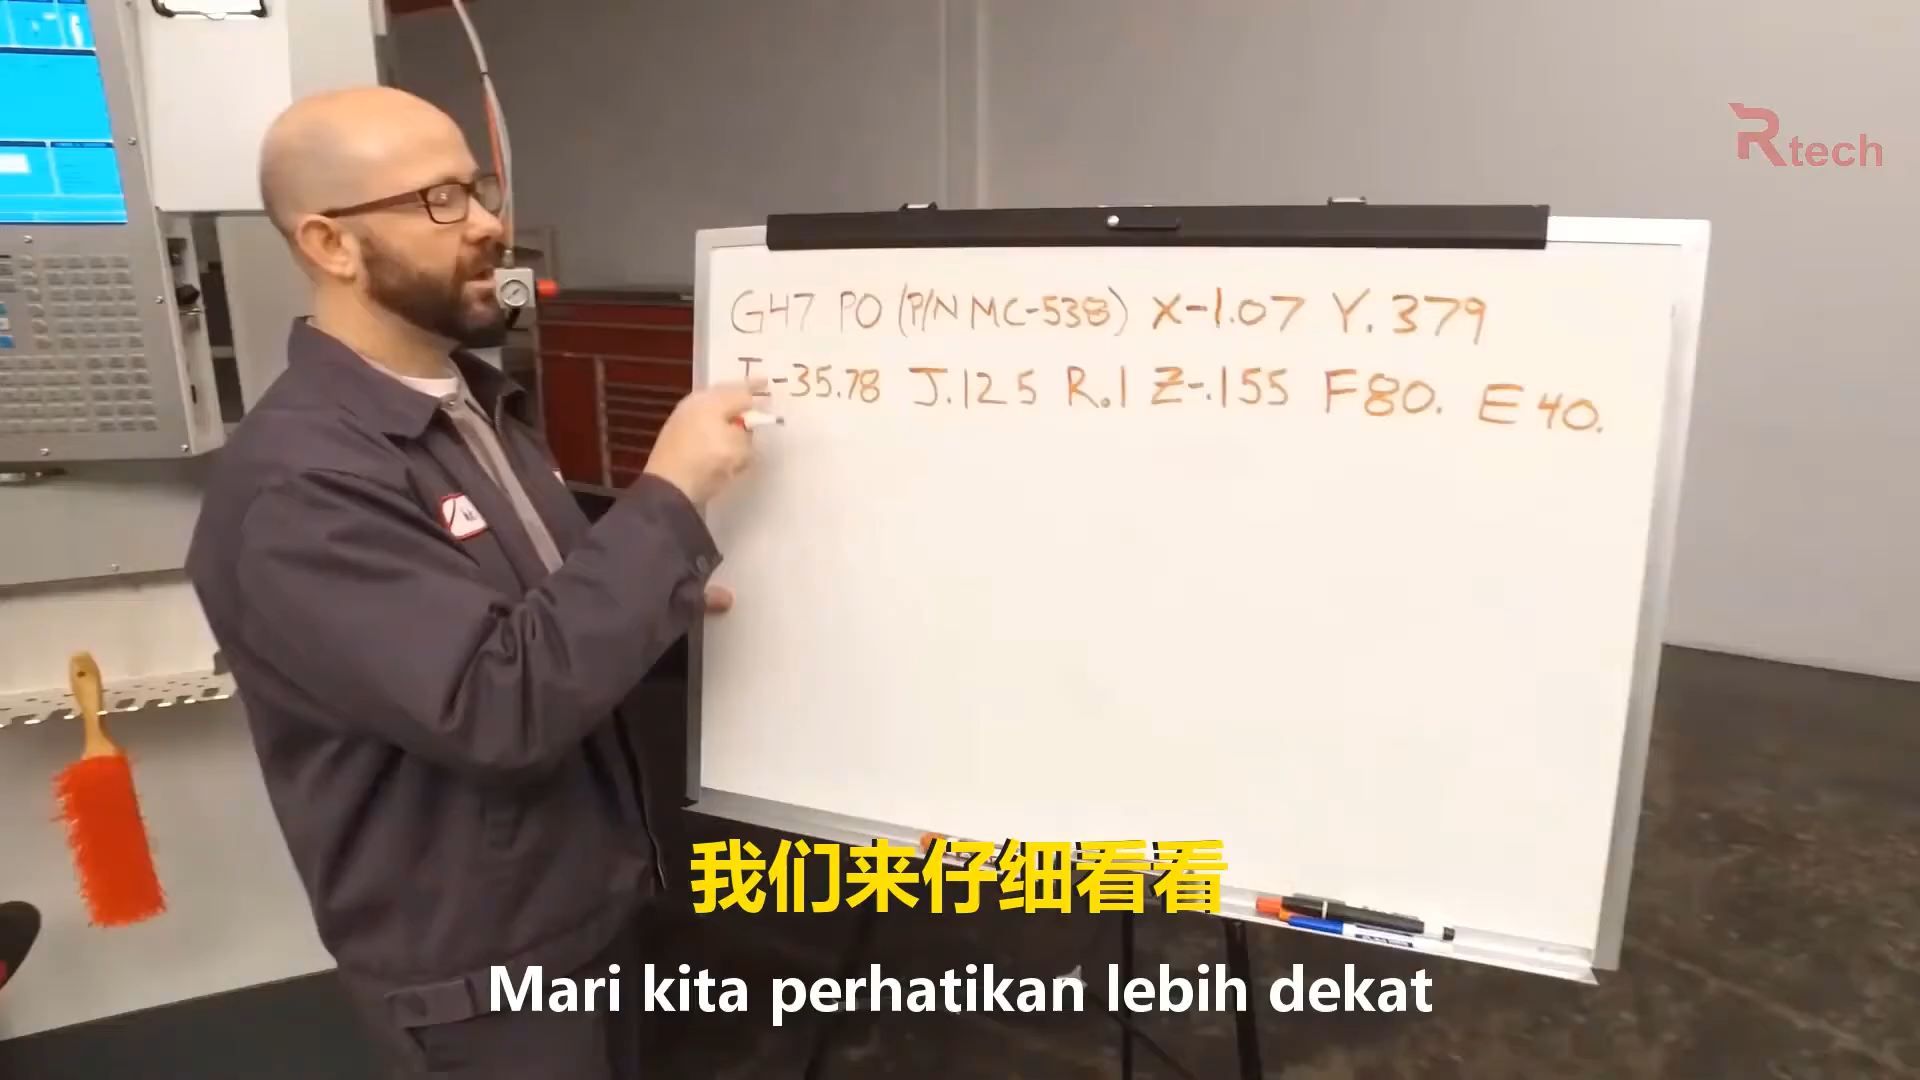 Rtech
G47 P0 (P/N MC-538) X-1.07 Y.379
I-35.78 J.125 R.1 Z-.155 F80. E40.
我们来仔细看看
Mari kita perhatikan lebih dekat